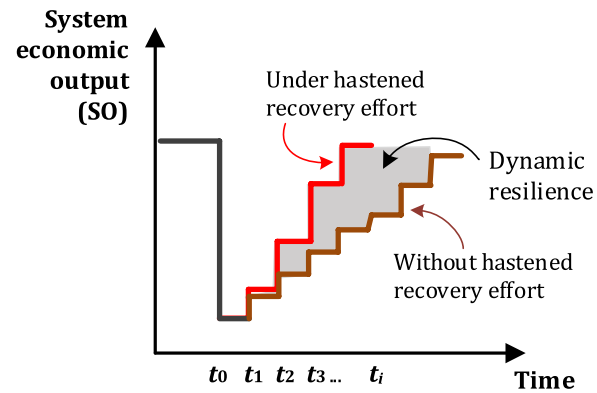 System
economic
output
(SO)
Under hastened
recovery effort
Dynamic
resilience
Without hastened
recovery effort
t0 t1 t2 t3 ... ti
Time